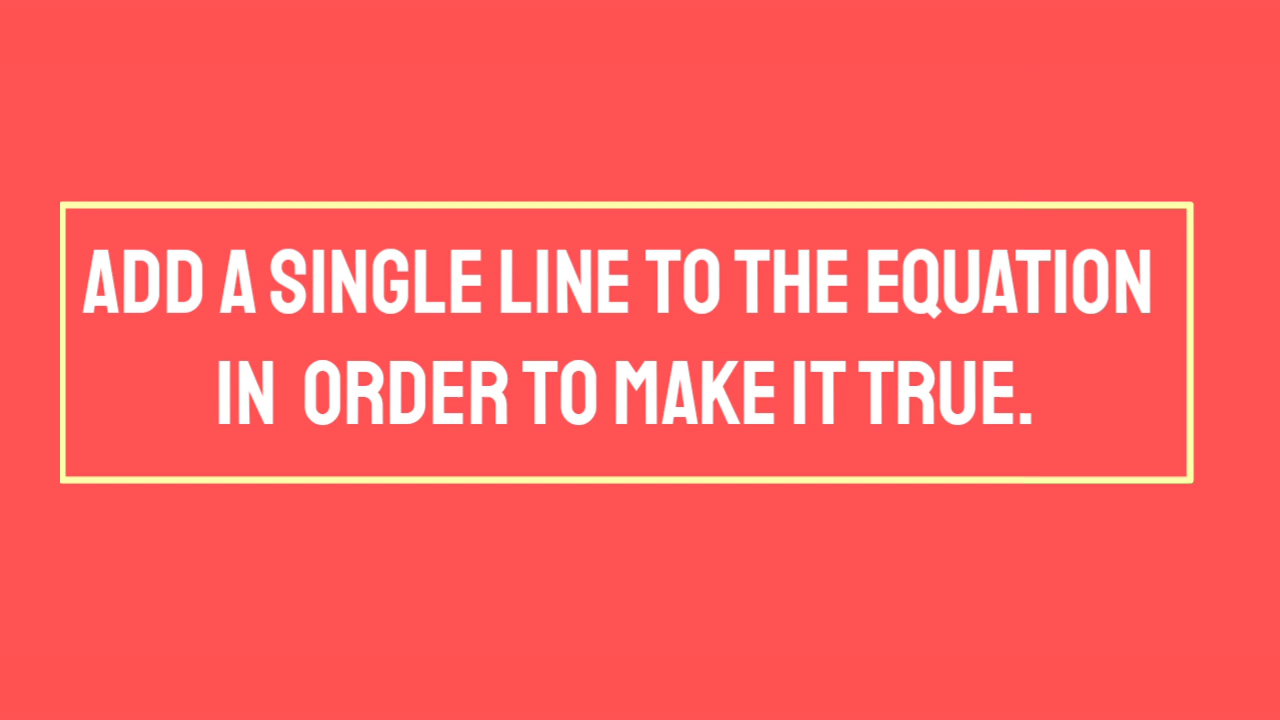 ADD A SINGLE LINE TO THE EQUATION
IN ORDER TO MAKE IT TRUE.